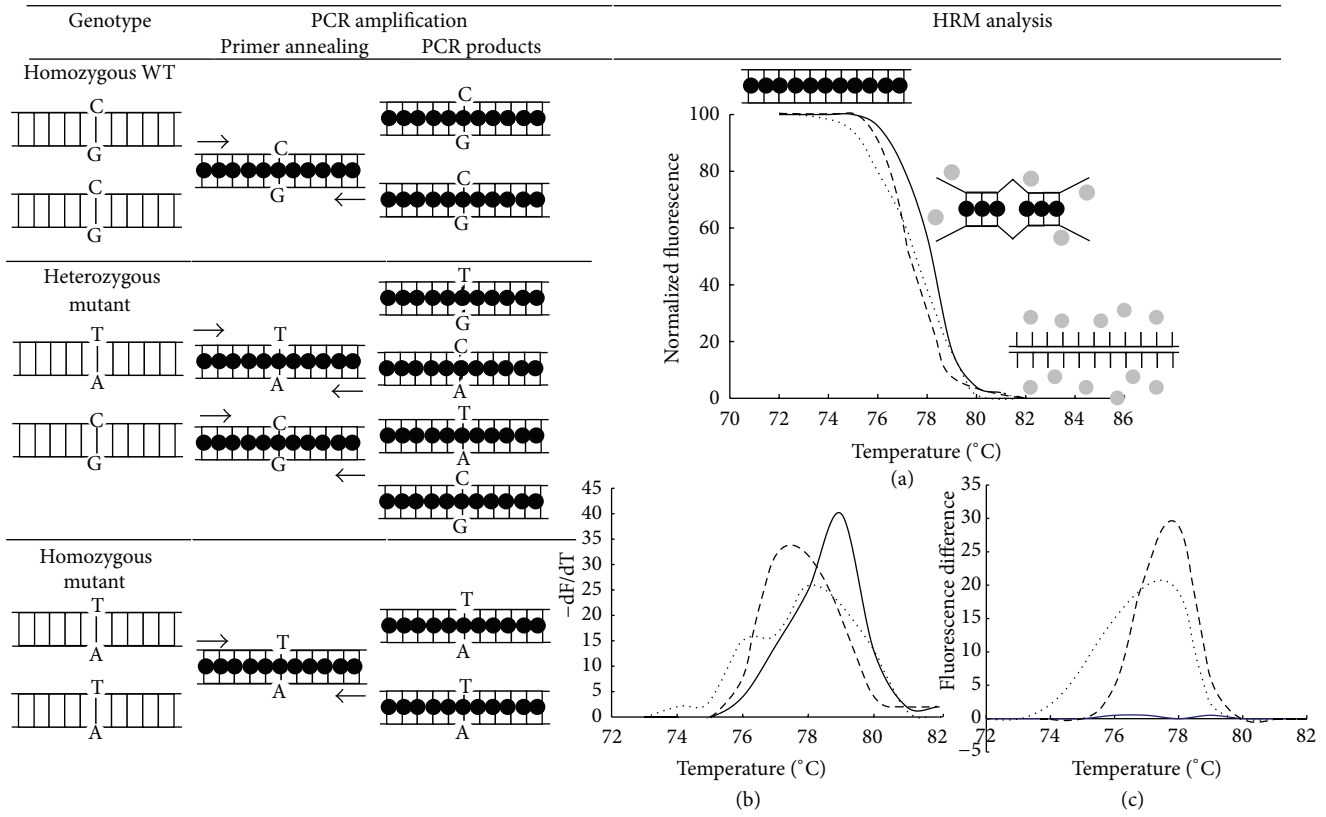 Genotype PCR amplification HRM analysis
Primer annealing PCR products
Homozygous WT
C
G
C
G
C
G
C
G
C
G
Heterozygous
mutant
T
A
C
G
T
A
C
G
T
G
C
A
T
A
C
G
Homozygous
mutant
T
A
T
A
T
A
T
A
T
A
Normalized fluorescence
100
80
60
40
20
0
70 72 74 76 78 80 82 84 86
Temperature (°C)
(a)
−dF/dT
45
40
35
30
25
20
15
10
5
0
72 74 76 78 80 82
Temperature (°C)
(b)
Fluorescence difference
35
30
25
20
15
10
5
0
−5
72 74 76 78 80 82
Temperature (°C)
(c)